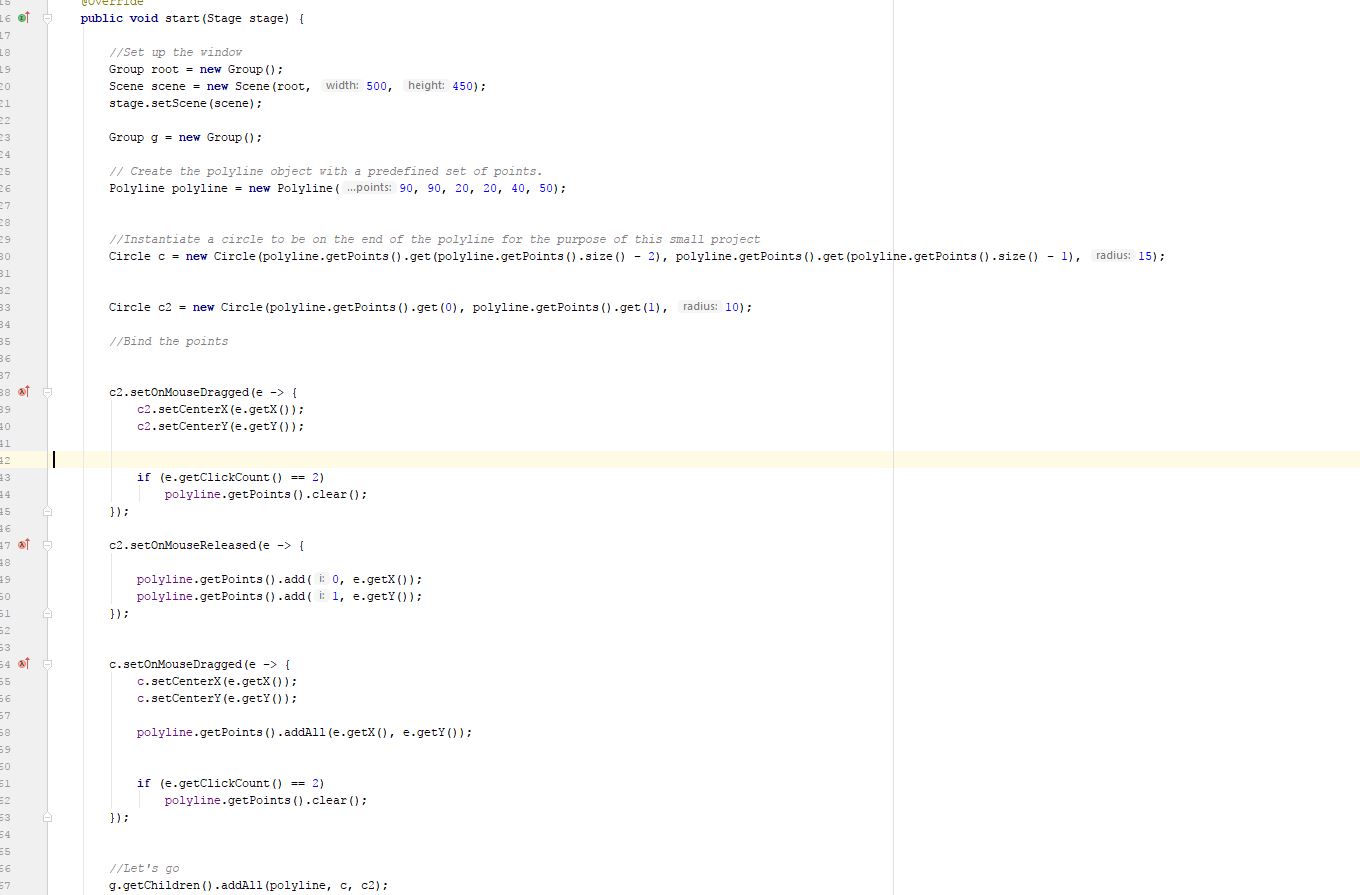 @Override
16 public void start(Stage stage) {
17
18 //Set up the window
19 Group root = new Group();
20 Scene scene = new Scene(root, width: 500, height: 450);
21 stage.setScene(scene);
22
23 Group g = new Group();
24
25 // Create the polyline object with a predefined set of points.
26 Polyline polyline = new Polyline( ...points: 90, 90, 20, 20, 40, 50);
27
28
29 //Instantiate a circle to be on the end of the polyline for the purpose of this small project
30 Circle c = new Circle(polyline.getPoints().get(polyline.getPoints().size() - 2), polyline.getPoints().get(polyline.getPoints().size() - 1), radius: 15);
31
32
33 Circle c2 = new Circle(polyline.getPoints().get(0), polyline.getPoints().get(1), radius: 10);
34
35 //Bind the points
36
37
38 c2.setOnMouseDragged(e -> {
39 c2.setCenterX(e.getX());
40 c2.setCenterY(e.getY());
41
42
43 if (e.getClickCount() == 2)
44 polyline.getPoints().clear();
45 });
46
47 c2.setOnMouseReleased(e -> {
48
49 polyline.getPoints().add( i: 0, e.getX());
50 polyline.getPoints().add( i: 1, e.getY());
51 });
52
53
54 c.setOnMouseDragged(e -> {
55 c.setCenterX(e.getX());
56 c.setCenterY(e.getY());
57
58 polyline.getPoints().addAll(e.getX(), e.getY());
59
60
61 if (e.getClickCount() == 2)
62 polyline.getPoints().clear();
63 });
64
65
66 //Let's go
67 g.getChildren().addAll(polyline, c, c2);